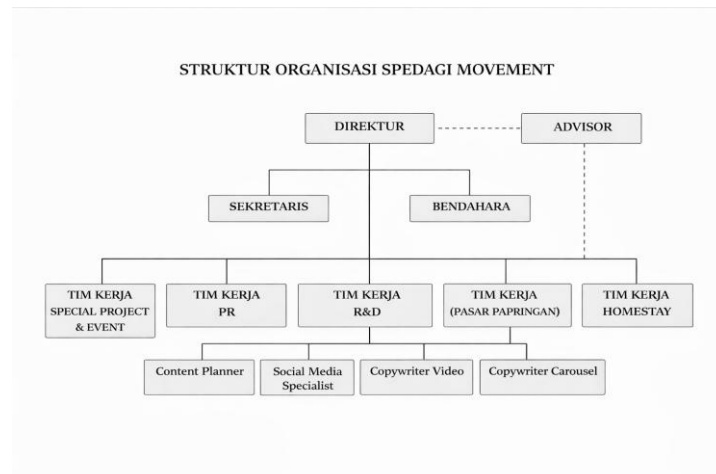 STRUKTUR ORGANISASI SPEDAGI MOVEMENT
DIREKTUR
ADVISOR
SEKRETARIS
BENDAHARA
TIM KERJA
SPECIAL PROJECT
& EVENT
TIM KERJA
PR
TIM KERJA
R&D
TIM KERJA
(PASAR PAPRINGAN)
TIM KERJA
HOMESTAY
Content Planner
Social Media
Specialist
Copywriter Video
Copywriter Carousel